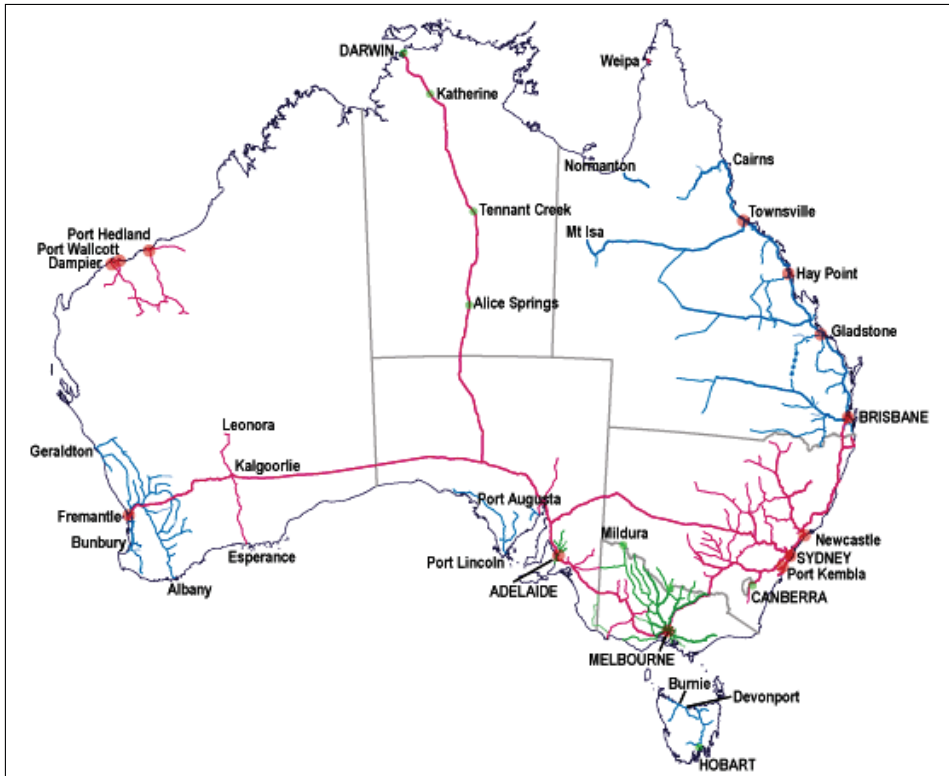 DARWIN
Weipa
Katherine
Cairns
Normanton
Tennant Creek
Townsville
Mt Isa
Port Hedland
Port Wallcott
Dampier
Hay Point
Alice Springs
Gladstone
BRISBANE
Leonora
Geraldton
Kalgoorlie
Port Augusta
Fremantle
Mildura
Newcastle
Bunbury
Esperance
Port Lincoln
SYDNEY
Port Kembla
Albany
ADELAIDE
CANBERRA
MELBOURNE
Burnie
Devonport
HOBART